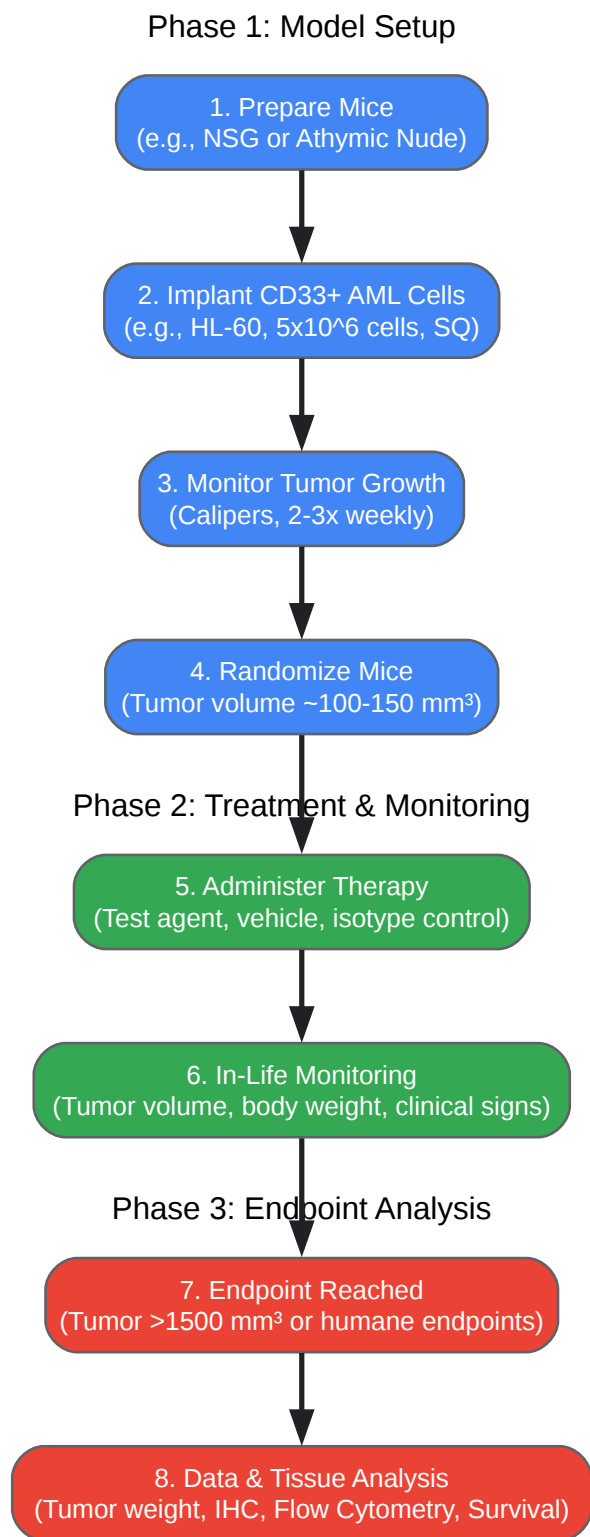 Phase 1: Model Setup
1. Prepare Mice
(e.g., NSG or Athymic Nude)
2. Implant CD33+ AML Cells
(e.g., HL-60, 5x10^6 cells, SQ)
3. Monitor Tumor Growth
(Calipers, 2-3x weekly)
4. Randomize Mice
(Tumor volume ~100-150 mm³)
Phase 2: Treatment & Monitoring
5. Administer Therapy
(Test agent, vehicle, isotype control)
6. In-Life Monitoring
(Tumor volume, body weight, clinical signs)
Phase 3: Endpoint Analysis
7. Endpoint Reached
(Tumor >1500 mm³ or humane endpoints)
8. Data & Tissue Analysis
(Tumor weight, IHC, Flow Cytometry, Survival)